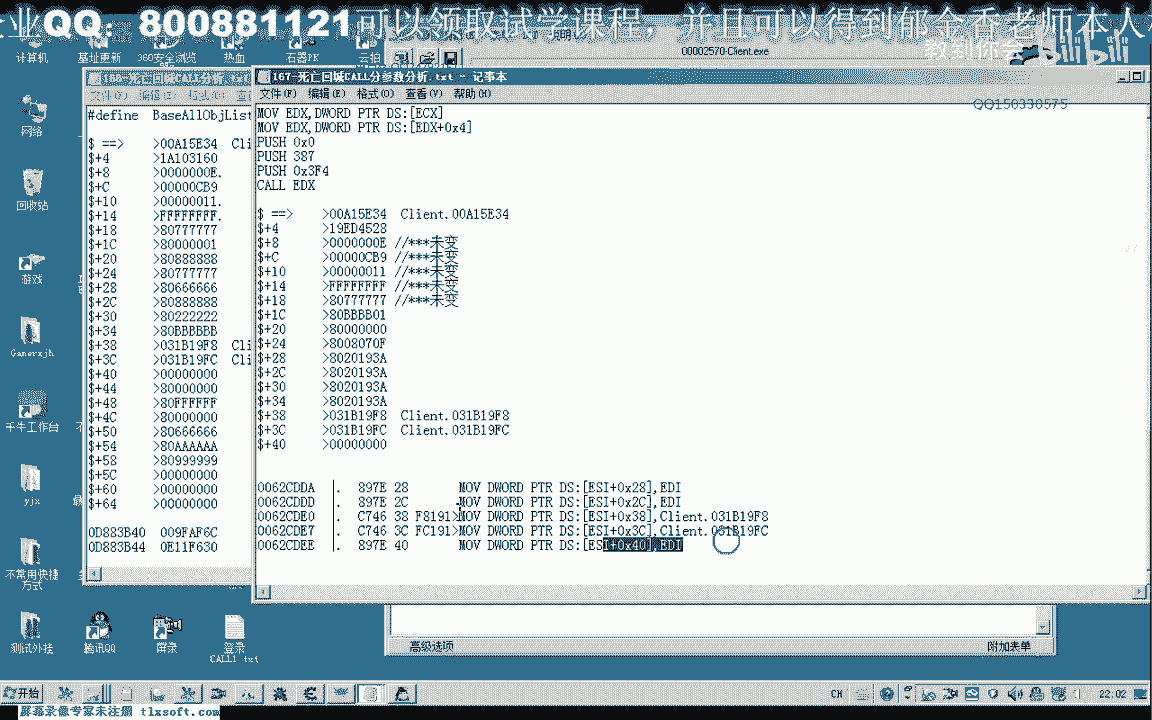 业QQ：800881121可以领取试学课程，并且可以得到郁金香老师本人
教到你会
bilibili
QQ150330575
计算机
基址更新
360安全浏览
热血
石器PK
云拍
00002570-Client.exe
网络
回收站
游戏
Gamerxjh
千牛工作台
yjx
不常用快捷方式
测试外挂
腾讯QQ
屏录
登录CALL1 txt
#define BaseAllObjList
$ ==> >00A15E34 Cli
$+4 >1A103160
$+8 >0000000E.
$+C >00000CB9
$+10 >00000011.
$+14 >FFFFFFFF.
$+18 >80777777
$+1C >80000001
$+20 >80888888
$+24 >80777777
$+28 >80666666
$+2C >80888888
$+30 >80222222
$+34 >80BBBBBB
$+38 >031B19F8 Cli
$+3C >031B19FC Cli
$+40 >00000000
$+44 >80000000
$+48 >80FFFFFF
$+4C >80000000
$+50 >80666666
$+54 >80AAAAAA
$+58 >80999999
$+5C >00000000
$+60 >00000000
$+64 >00000000
0D883B40 009FAF6C
0D883B44 0E11F630
167-死亡回城CALL分参数分析.txt - 记事本
文件(F) 编辑(E) 格式(O) 查看(V) 帮助(H)
MOV EDX,DWORD PTR DS:[ECX]
MOV EDX,DWORD PTR DS:[EDX+0x4]
PUSH 0x0
PUSH 387
PUSH 0x3F4
CALL EDX
$ ==> >00A15E34 Client.00A15E34
$+4 >19ED4528
$+8 >0000000E //***未变
$+C >00000CB9 //***未变
$+10 >00000011 //***未变
$+14 >FFFFFFFF //***未变
$+18 >80777777 //***未变
$+1C >80BBBB01
$+20 >80000000
$+24 >8008070F
$+28 >8020193A
$+2C >8020193A
$+30 >8020193A
$+34 >8020193A
$+38 >031B19F8 Client.031B19F8
$+3C >031B19FC Client.031B19FC
$+40 >00000000
0062CDDA |. 897E 28 MOV DWORD PTR DS:[ESI+0x28],EDI
0062CDDD |. 897E 2C MOV DWORD PTR DS:[ESI+0x2C],EDI
0062CDE0 |. C746 38 F8191>MOV DWORD PTR DS:[ESI+0x38],Client.031B19F8
0062CDE7 |. C746 3C FC191>MOV DWORD PTR DS:[ESI+0x3C],Client.031B19FC
0062CDEE |. 897E 40 MOV DWORD PTR DS:[ESI+0x40],EDI
高级选项
附加表单
开始
CH
22:02
屏幕录像专家未注册 tlxsoft.com